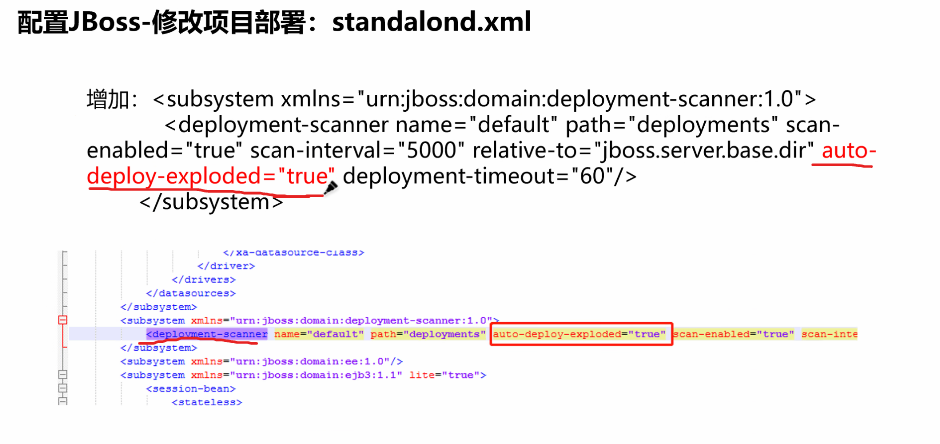 配置JBoss-修改项目部署：standalond.xml
增加：<subsystem xmlns="urn:jboss:domain:deployment-scanner:1.0">
<deployment-scanner name="default" path="deployments" scan-
enabled="true" scan-interval="5000" relative-to="jboss.server.base.dir" auto-
deploy-exploded="true" deployment-timeout="60"/>
</subsystem>
</xa-datasource-class>
</driver>
</drivers>
</datasources>
</subsystem>
<subsystem xmlns="urn:jboss:domain:deployment-scanner:1.0">
<deployment-scanner name="default" path="deployments" auto-deploy-exploded="true" scan-enabled="true" scan-inte
</subsystem>
<subsystem xmlns="urn:jboss:domain:ee:1.0"/>
<subsystem xmlns="urn:jboss:domain:ejb3:1.1" lite="true">
<session-bean>
<stateless>